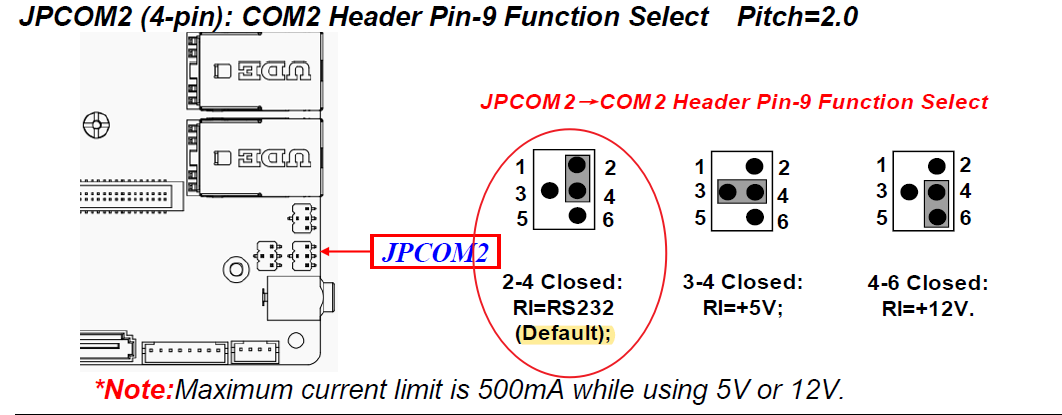 JPCOM2 (4-pin): COM2 Header Pin-9 Function Select Pitch=2.0
UDE
UDE
JPCOM2→COM2 Header Pin-9 Function Select
JPCOM2
1 2
3 4
5 6
2-4 Closed:
RI=RS232
(Default);
1 2
3 4
5 6
3-4 Closed:
RI=+5V;
1 2
3 4
5 6
4-6 Closed:
RI=+12V.
*Note:Maximum current limit is 500mA while using 5V or 12V.